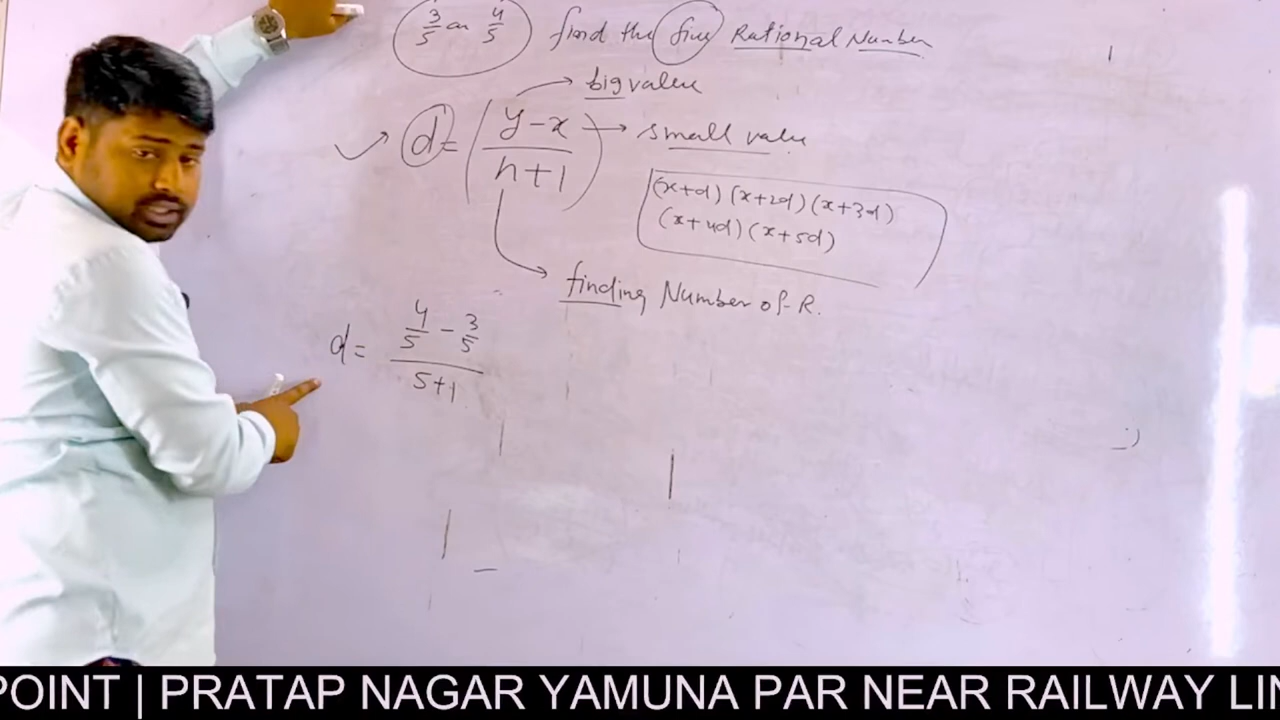 3/5 an 4/5 find the five Rational Number
big value
d = (y-x / n+1)
small value
(x+d) (x+2d) (x+3d)
(x+4d) (x+5d)
finding Number of R.
d = 4/5 - 3/5 / 5+1
POINT | PRATAP NAGAR YAMUNA PAR NEAR RAILWAY LIN